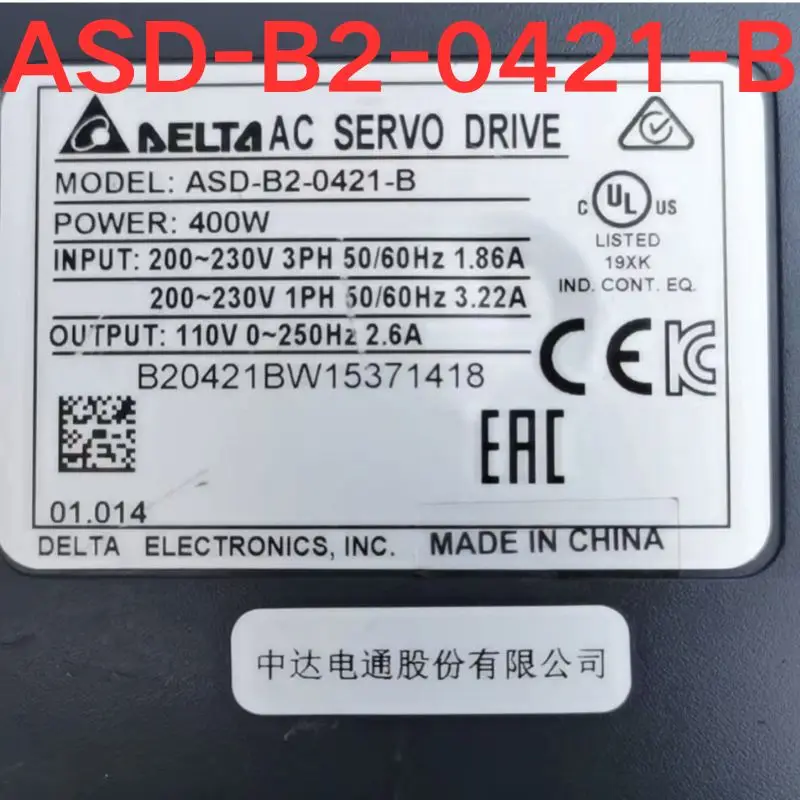 ASD-B2-0421-B
DELTA AC SERVO DRIVE
MODEL: ASD-B2-0421-B
POWER: 400W
INPUT: 200~230V 3PH 50/60Hz 1.86A
200~230V 1PH 50/60Hz 3.22A
OUTPUT: 110V 0~250Hz 2.6A
B20421BW15371418
C UL US
LISTED
19XK
IND. CONT. EQ.
CE KC
EAC
01.014
DELTA ELECTRONICS, INC. MADE IN CHINA
中达电通股份有限公司